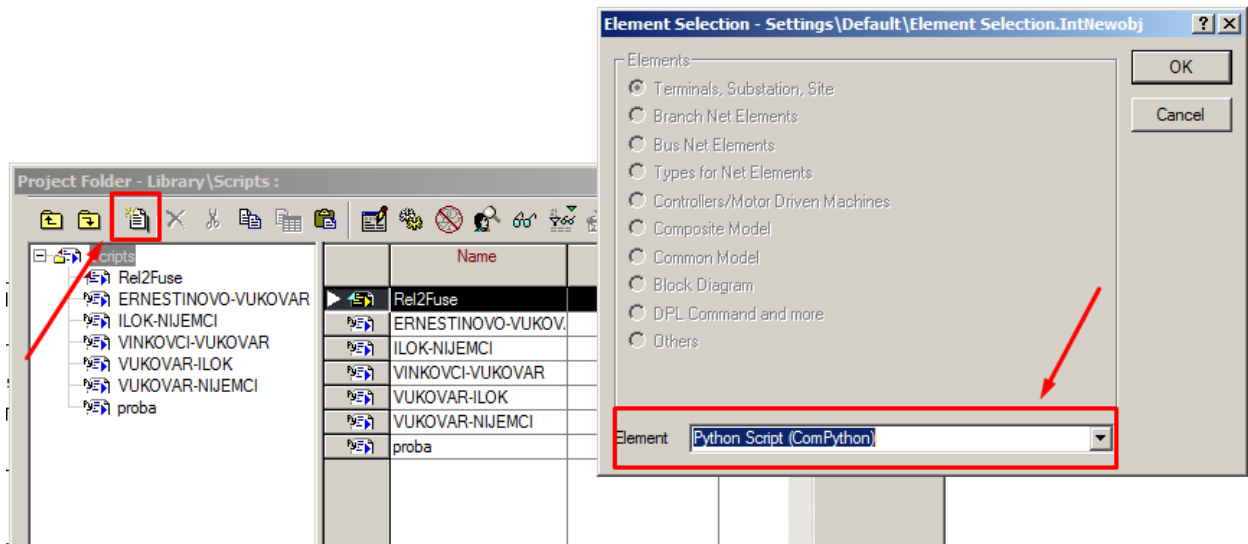 Element Selection - Settings\Default\Element Selection.IntNewobj
Elements
Terminals, Substation, Site
Branch Net Elements
Bus Net Elements
Types for Net Elements
Controllers/Motor Driven Machines
Composite Model
Common Model
Block Diagram
DPL Command and more
Others
OK
Cancel
Element
Python Script (ComPython)
Project Folder - Library\Scripts :
Scripts
Rel2Fuse
ERNESTINOVO-VUKOVAR
ILOK-NIJEMCI
VINKOVCI-VUKOVAR
VUKOVAR-ILOK
VUKOVAR-NIJEMCI
proba
Name
Rel2Fuse
ERNESTINOVO-VUKOV
ILOK-NIJEMCI
VINKOVCI-VUKOVAR
VUKOVAR-ILOK
VUKOVAR-NIJEMCI
proba